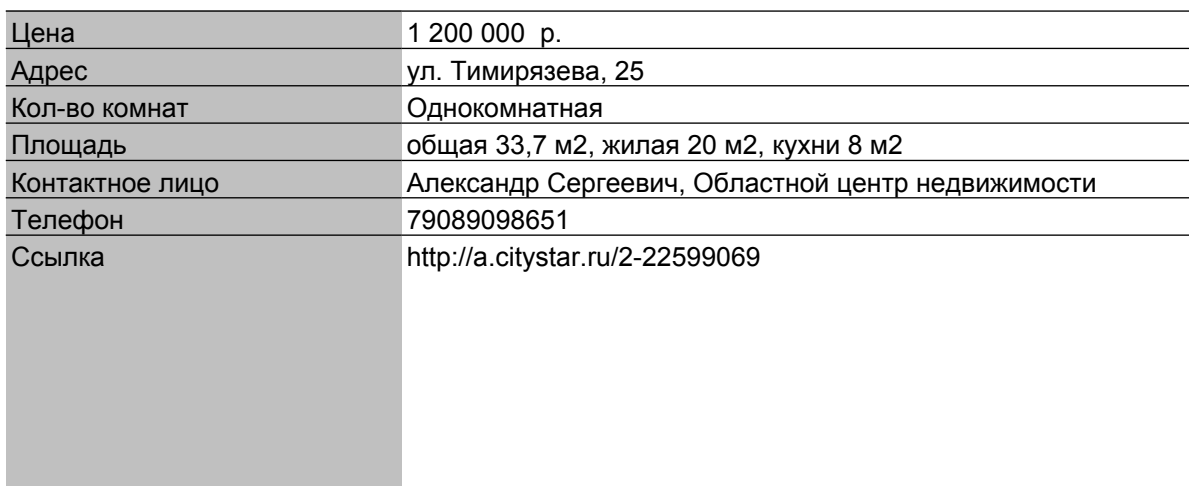 Цена 1 200 000 р.
Адрес ул. Тимирязева, 25
Кол-во комнат Однокомнатная
Площадь общая 33,7 м2, жилая 20 м2, кухни 8 м2
Контактное лицо Александр Сергеевич, Областной центр недвижимости
Телефон 79089098651
Ссылка http://a.citystar.ru/2-22599069